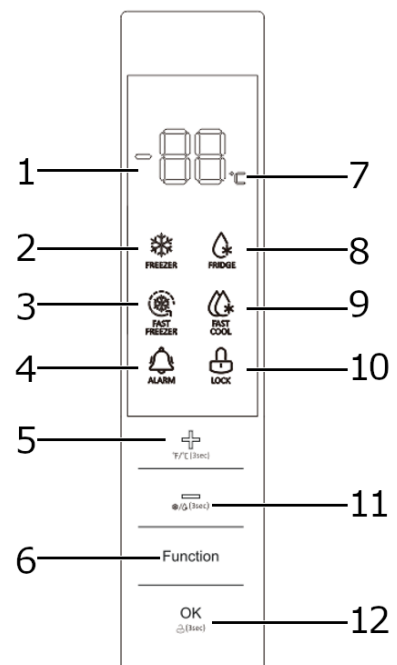 1
-88
°C
7
2
FREEZER
FRIDGE
8
3
FAST
FREEZER
FAST
COOL
9
4
ALARM
LOCK
10
5
+
°F/°C (3sec)
−
(3sec)
11
6
Function
OK
(3sec)
12